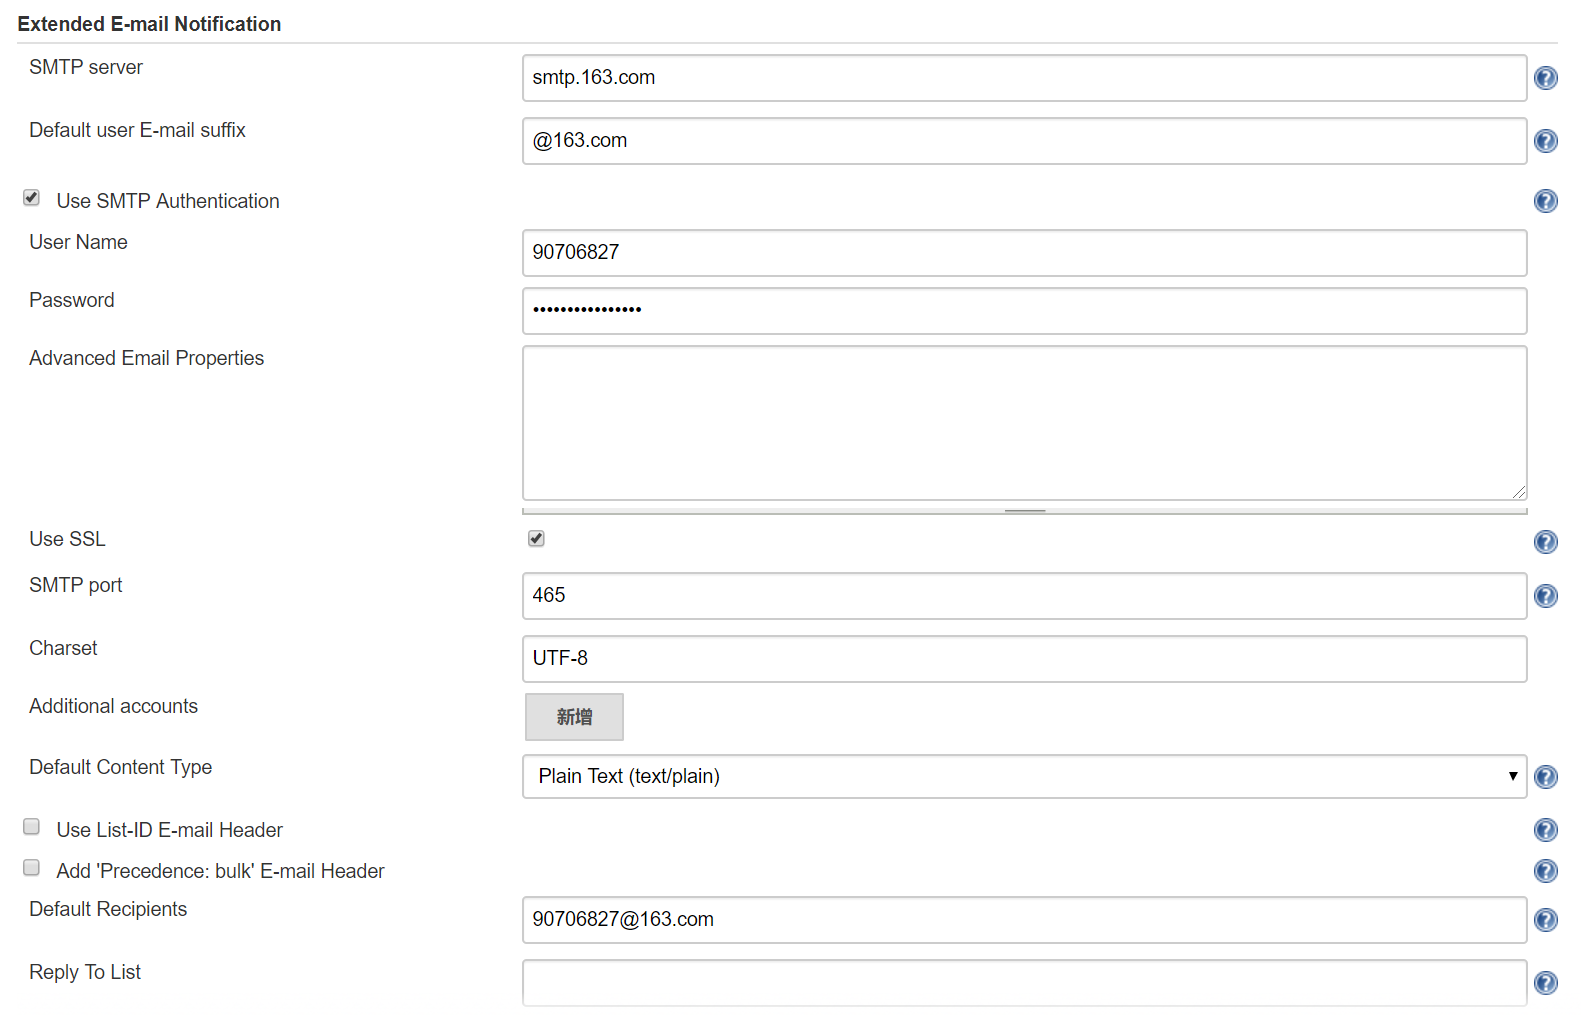 Extended E-mail Notification
SMTP server
smtp.163.com
Default user E-mail suffix
@163.com
Use SMTP Authentication
User Name
90706827
Password
••••••••••••••••
Advanced Email Properties
Use SSL
SMTP port
465
Charset
UTF-8
Additional accounts
新增
Default Content Type
Plain Text (text/plain)
Use List-ID E-mail Header
Add 'Precedence: bulk' E-mail Header
Default Recipients
90706827@163.com
Reply To List